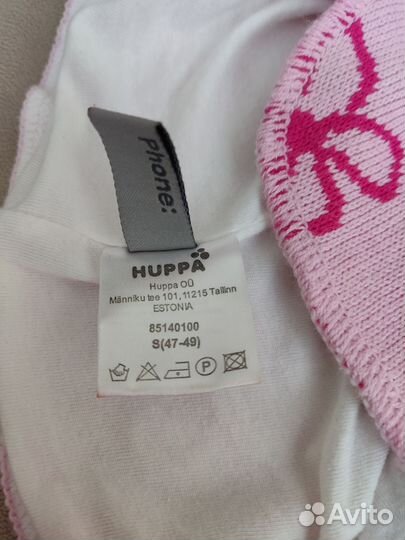 Phone:
HUPPA
Huppa OÜ
Männiku tee 101, 11215 Tallinn
ESTONIA
85140100
S(47-49)
P
Avito